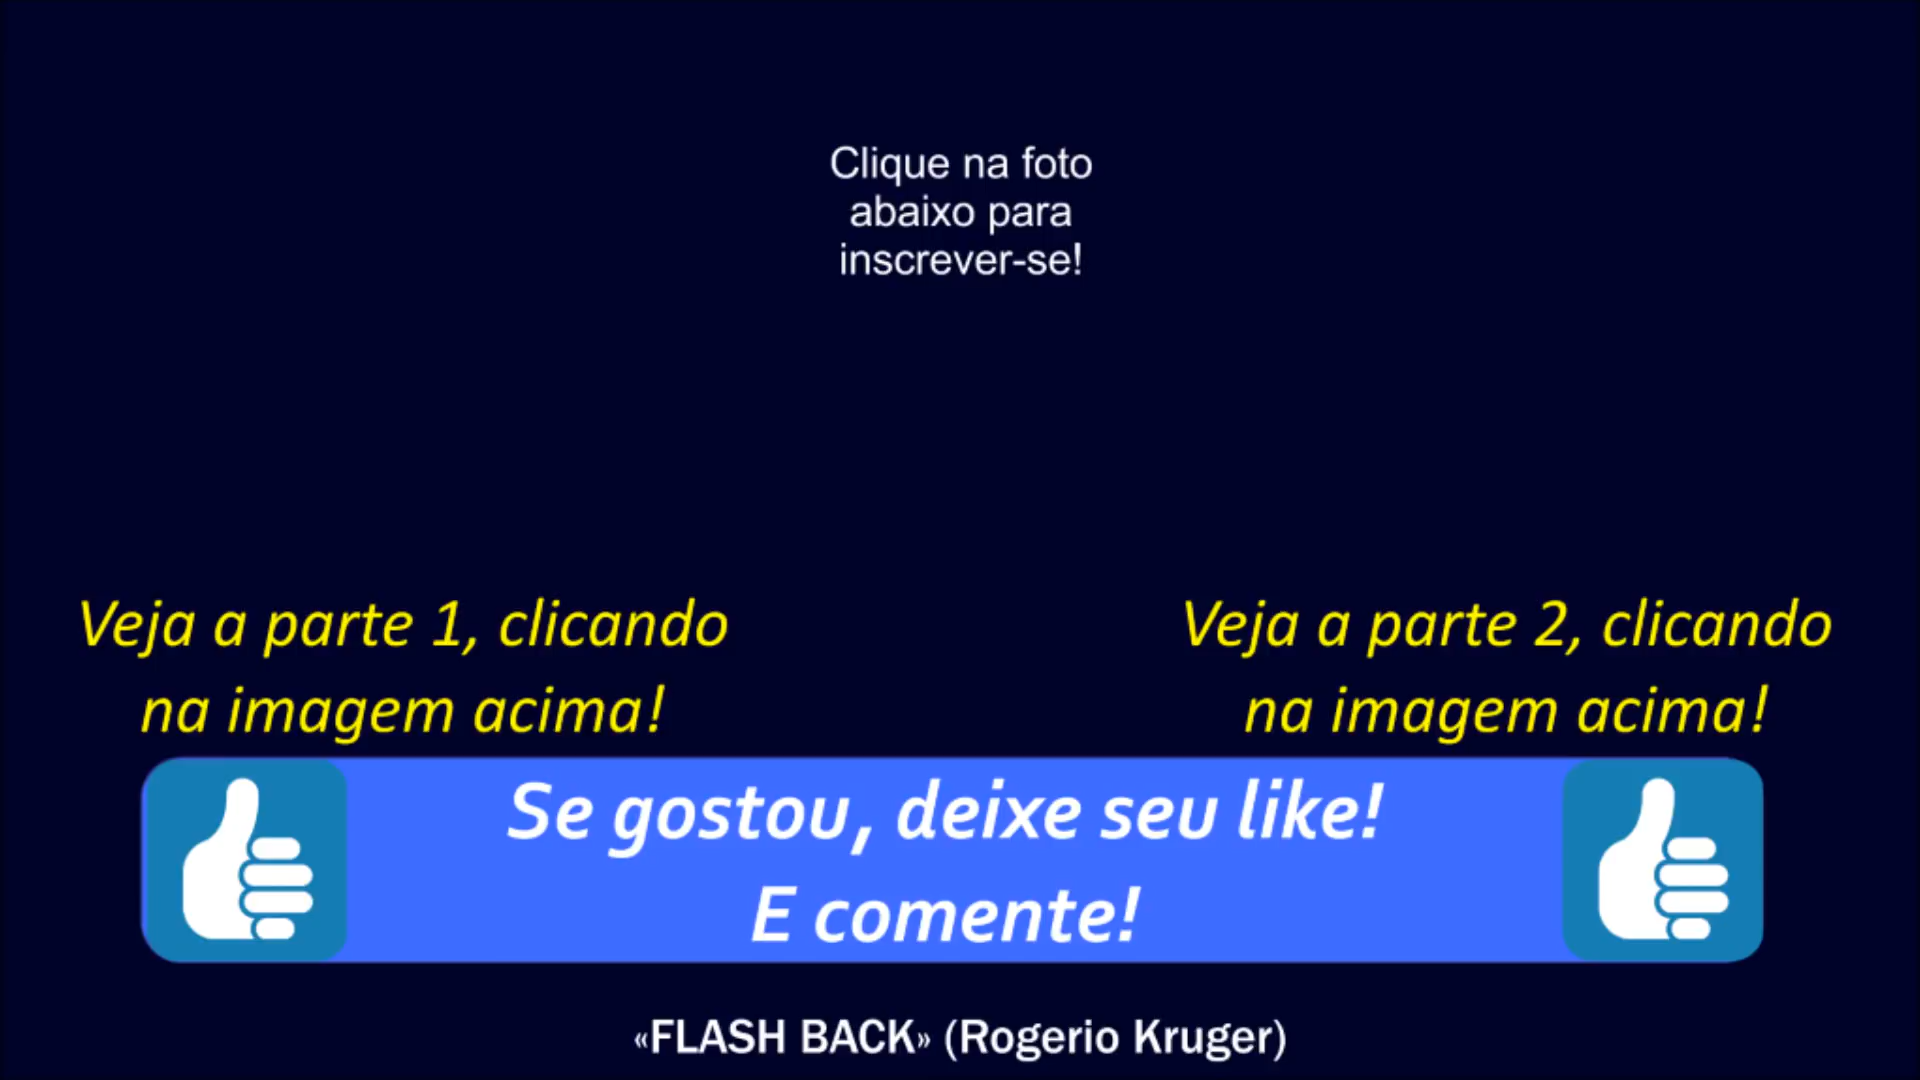 Clique na foto
abaixo para
inscrever-se!
Veja a parte 1, clicando
na imagem acima!
Veja a parte 2, clicando
na imagem acima!
Se gostou, deixe seu like!
E comente!
«FLASH BACK» (Rogerio Kruger)